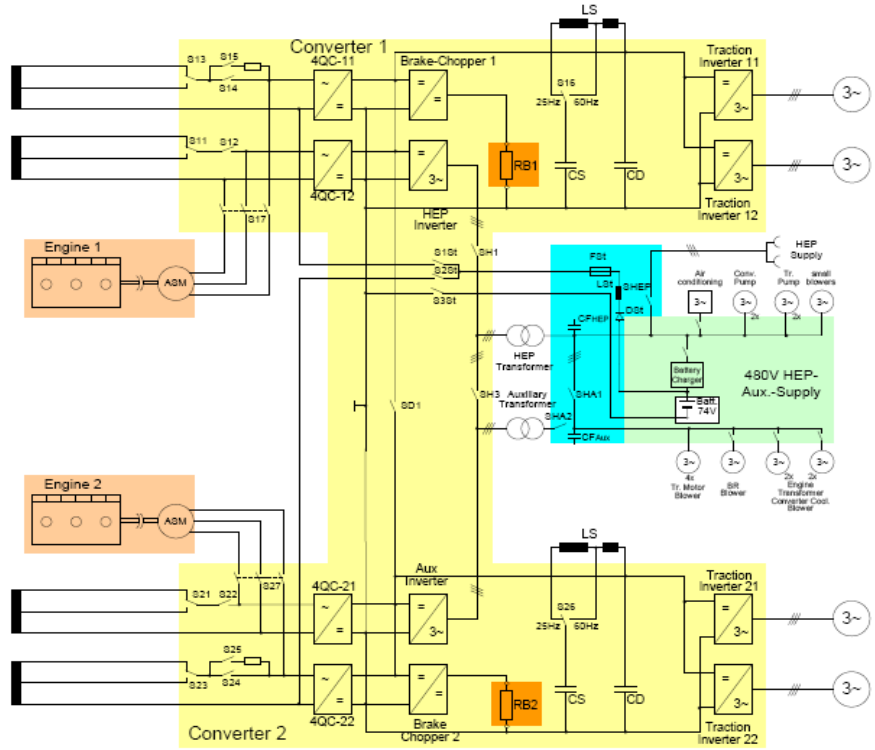 LS
Converter 1
S13
S15
S14
4QC-11
Brake-Chopper 1
Traction
Inverter 11
S16
25Hz
60Hz
3~
S11
S12
4QC-12
RB1
CS
CD
3~
Traction
Inverter 12
HEP
Inverter
S17
Engine 1
ASM
SH1
S1St
S2St
S3St
FSt
LSt
SHEP
DSt
CFHEP
HEP
Supply
Air
conditioning
Conv.
Pump
Tr.
Pump
small
blowers
3~
3~
3~
3~
2x
2x
HEP
Transformer
Battery
Charger
480V HEP-
Aux.-Supply
SD1
SH3
Auxiliary
Transformer
SHA1
SHA2
Batt.
74V
CFAux
3~
3~
3~
3~
4x
2x
2x
Tr. Motor
Blower
BR
Blower
Engine
Transformer
Converter Cool.
Blower
Engine 2
ASM
LS
S27
Aux
Inverter
4QC-21
S21
S22
S26
25Hz
60Hz
Traction
Inverter 21
3~
3~
S25
S23
S24
4QC-22
Brake
Chopper 2
RB2
CS
CD
3~
Traction
Inverter 22
Converter 2